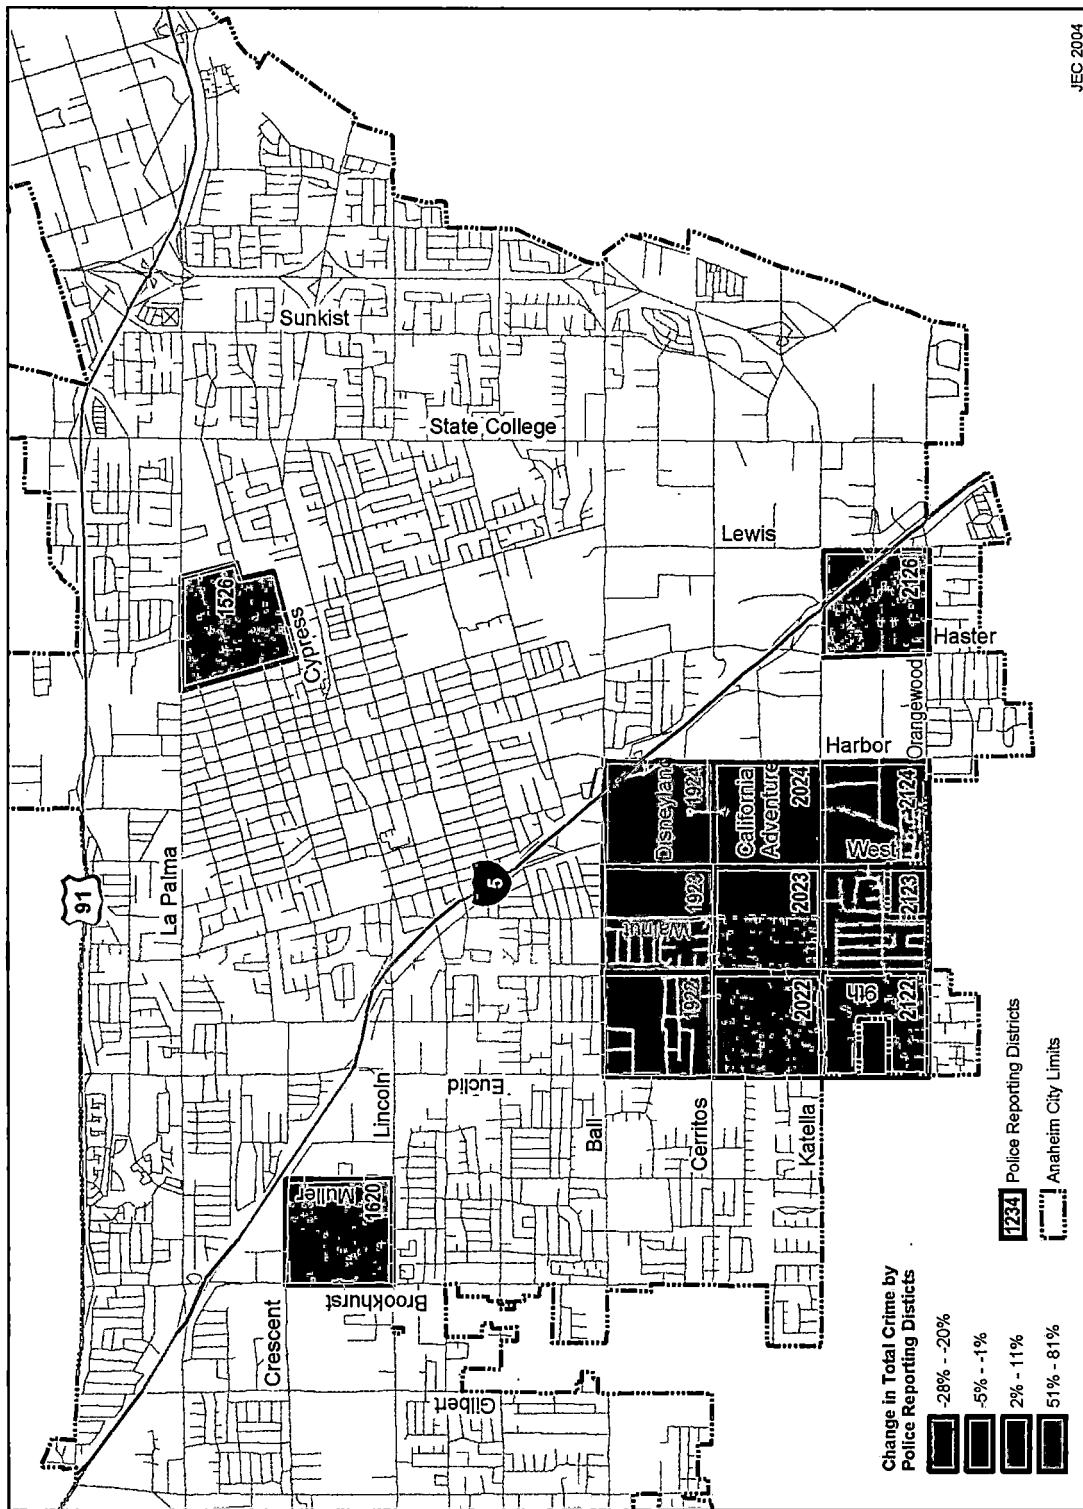 91
La Palma
Sunkist
State College
1526
Cypress
Lewis
2126
Haster
Orangewood
Harbor
5
Disneyland
1924
California
Adventure
2024
West
2124
1923
Walnut
2023
2123
1922
2022
9th
2122
Euclid
Lincoln
Ball
Cerritos
Katella
Muller
1620
Brookhurst
Crescent
Gilbert
Change in Total Crime by
Police Reporting Disticts
-28% - -20%
-5% - -1%
2% - 11%
51% - 81%
1234 Police Reporting Districts
Anaheim City Limits
JEC 2004